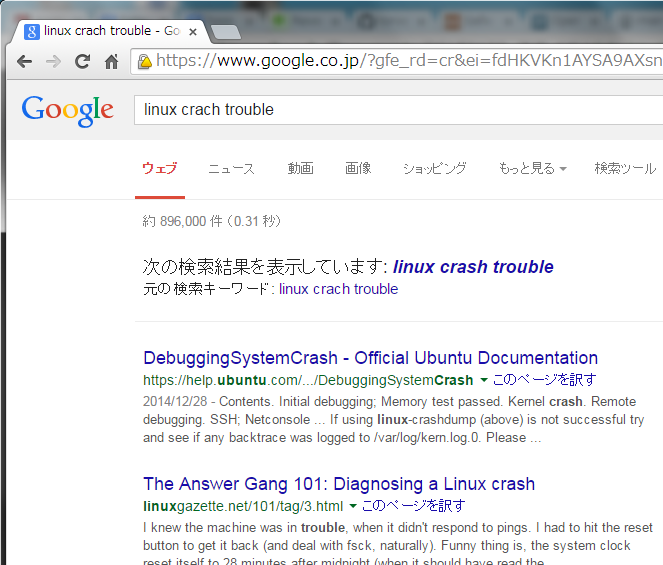 linux crach trouble - Go
https://www.google.co.jp/?gfe_rd=cr&ei=fdHKVKn1AYSA9AXsn
Google
linux crach trouble
ウェブ ニュース 動画 画像 ショッピング もっと見る 検索ツール
約 896,000 件 (0.31 秒)
次の検索結果を表示しています: linux crash trouble
元の検索キーワード: linux crach trouble
DebuggingSystemCrash - Official Ubuntu Documentation
https://help.ubuntu.com/.../DebuggingSystemCrash このページを訳す
2014/12/28 - Contents. Initial debugging; Memory test passed. Kernel crash. Remote
debugging. SSH; Netconsole ... If using linux-crashdump (above) is not successful try
and see if any backtrace was logged to /var/log/kern.log.0. Please ...
The Answer Gang 101: Diagnosing a Linux crash
linuxgazette.net/101/tag/3.html このページを訳す
I knew the machine was in trouble, when it didn't respond to pings. I had to hit the reset
button to get it back (and deal with fsck, naturally). Funny thing is, the system clock
reset itself to 28 minutes after midnight (when it should have read the